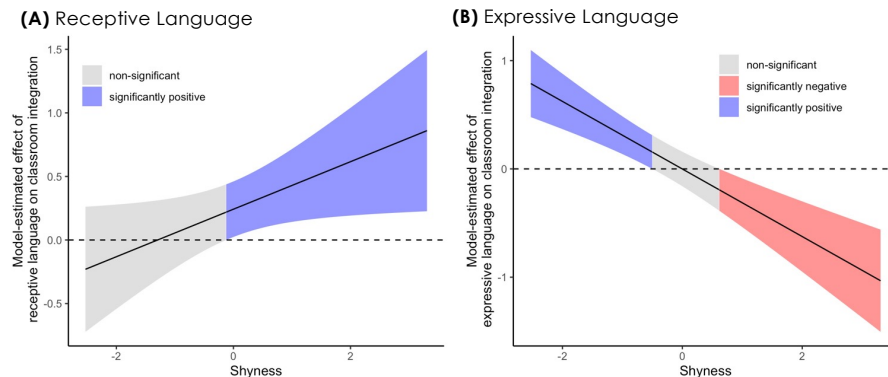 (A) Receptive Language
Model-estimated effect of
receptive language on classroom integration
1.5
1.0
0.5
0.0
-0.5
non-significant
significantly positive
-2
0
2
Shyness
(B) Expressive Language
Model-estimated effect of
expressive language on classroom integration
1
0
-1
non-significant
significantly negative
significantly positive
-2
0
2
Shyness